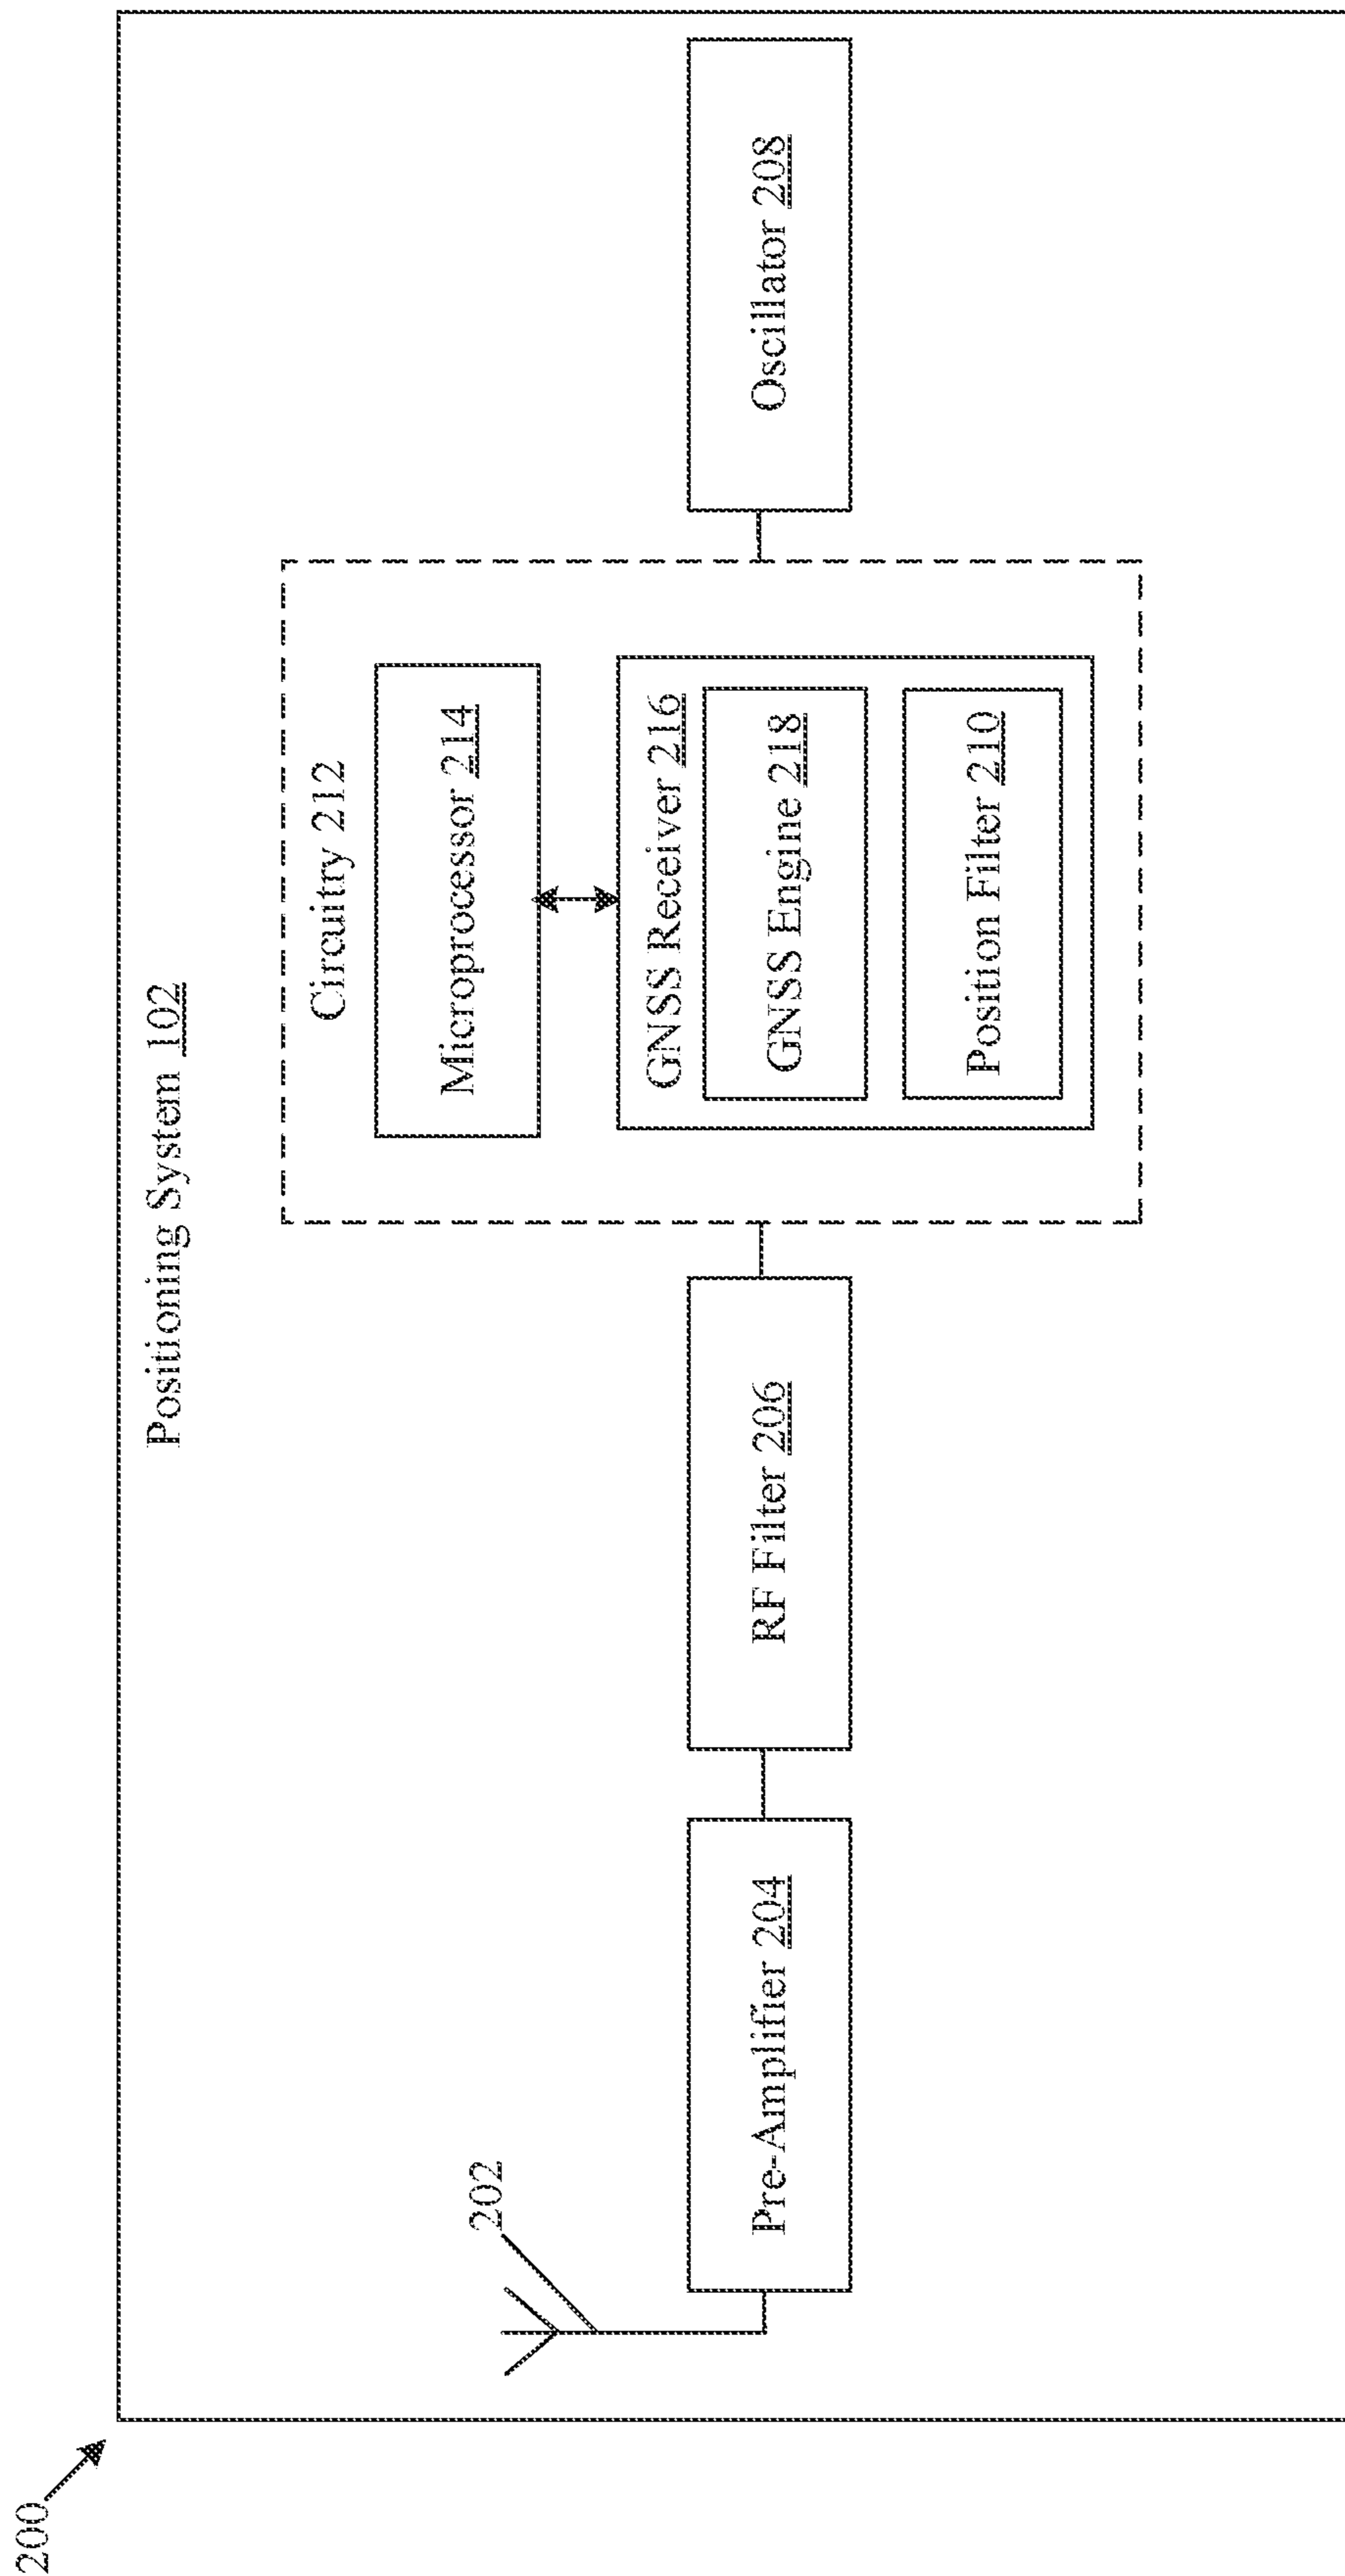 200
Positioning System 102
202
Pre-Amplifier 204
RF Filter 206
Circuitry 212
Microprocessor 214
GNSS Receiver 216
GNSS Engine 218
Position Filter 210
Oscillator 208